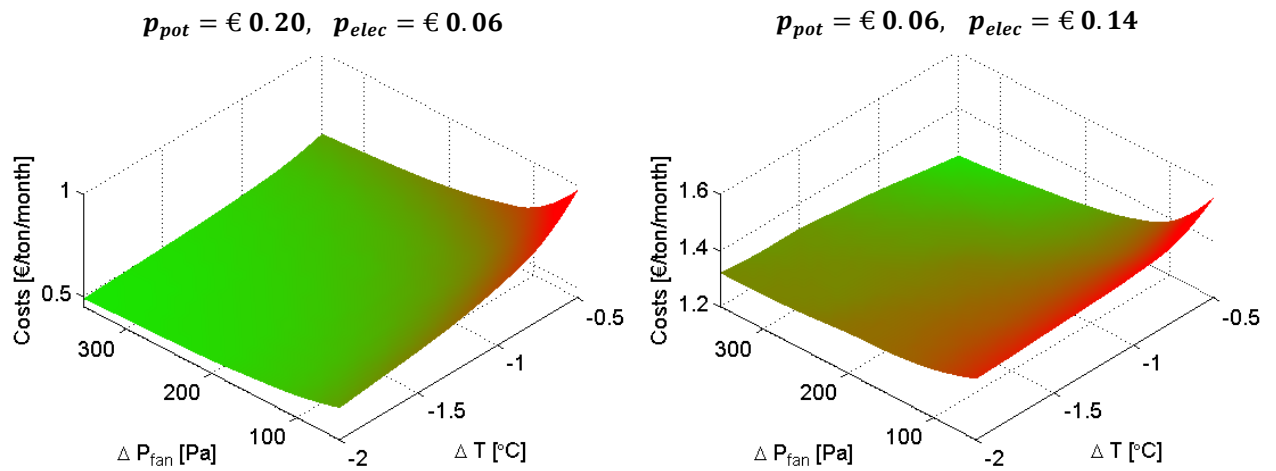 p_pot = € 0.20, p_elec = € 0.06
Costs [€/ton/month]
1
0.5
300
200
100
Δ P_fan [Pa]
-2
-1.5
-1
-0.5
Δ T [°C]
p_pot = € 0.06, p_elec = € 0.14
Costs [€/ton/month]
1.6
1.4
1.2
300
200
100
Δ P_fan [Pa]
-2
-1.5
-1
-0.5
Δ T [°C]